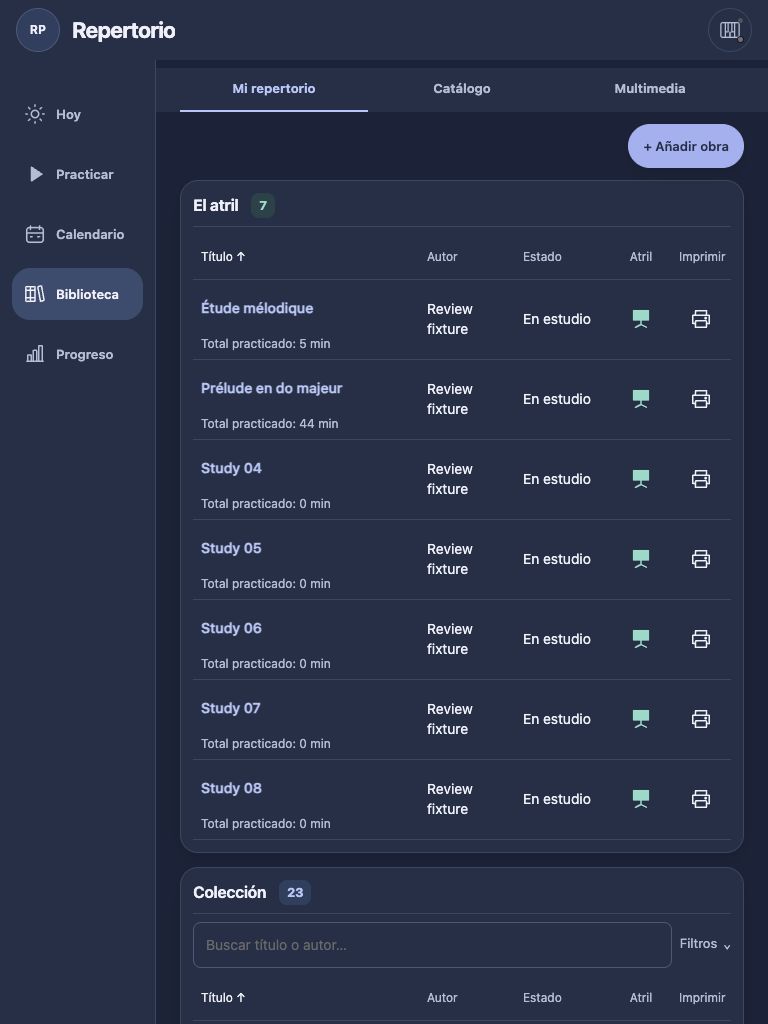 RP
Repertorio
Hoy
Practicar
Calendario
Biblioteca
Progreso
Mi repertorio
Catálogo
Multimedia
+ Añadir obra
El atril 7
Título ↑ Autor Estado Atril Imprimir
Étude mélodique
Total practicado: 5 min
Review
fixture
En estudio
Prélude en do majeur
Total practicado: 44 min
Review
fixture
En estudio
Study 04
Total practicado: 0 min
Review
fixture
En estudio
Study 05
Total practicado: 0 min
Review
fixture
En estudio
Study 06
Total practicado: 0 min
Review
fixture
En estudio
Study 07
Total practicado: 0 min
Review
fixture
En estudio
Study 08
Total practicado: 0 min
Review
fixture
En estudio
Colección 23
Buscar título o autor...
Filtros
Título ↑ Autor Estado Atril Imprimir